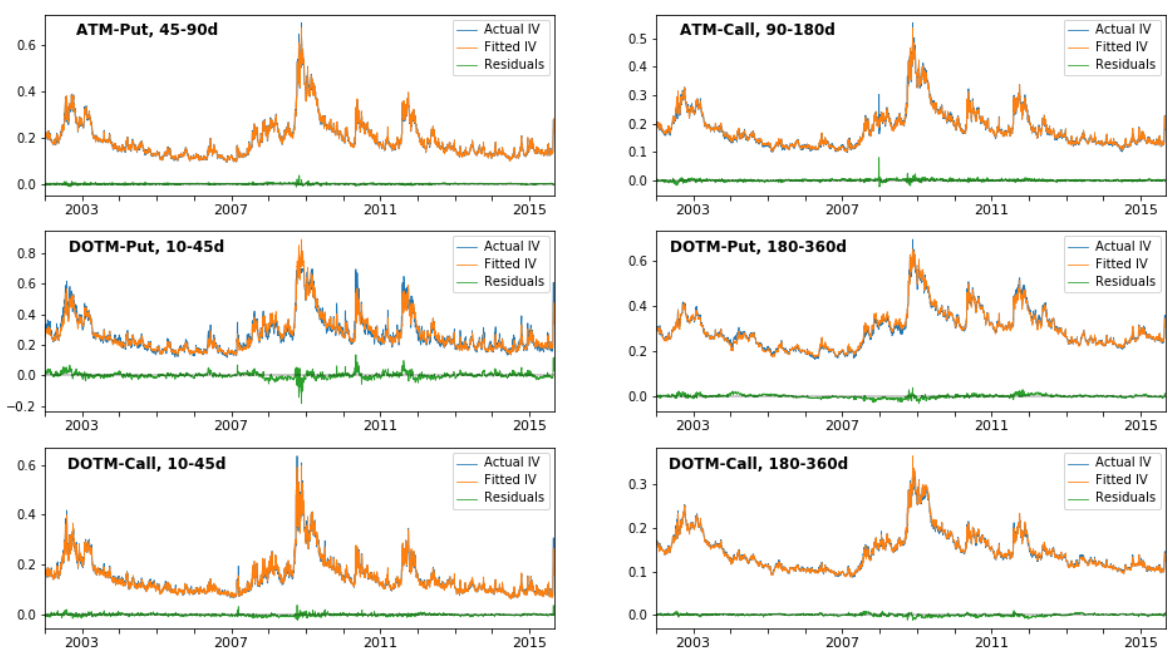 ATM-Put, 45-90d
Actual IV
Fitted IV
Residuals
0.6
0.4
0.2
0.0
2003 2007 2011 2015
ATM-Call, 90-180d
Actual IV
Fitted IV
Residuals
0.5
0.4
0.3
0.2
0.1
0.0
2003 2007 2011 2015
DOTM-Put, 10-45d
Actual IV
Fitted IV
Residuals
0.8
0.6
0.4
0.2
0.0
−0.2
2003 2007 2011 2015
DOTM-Put, 180-360d
Actual IV
Fitted IV
Residuals
0.6
0.4
0.2
0.0
2003 2007 2011 2015
DOTM-Call, 10-45d
Actual IV
Fitted IV
Residuals
0.6
0.4
0.2
0.0
2003 2007 2011 2015
DOTM-Call, 180-360d
Actual IV
Fitted IV
Residuals
0.3
0.2
0.1
0.0
2003 2007 2011 2015